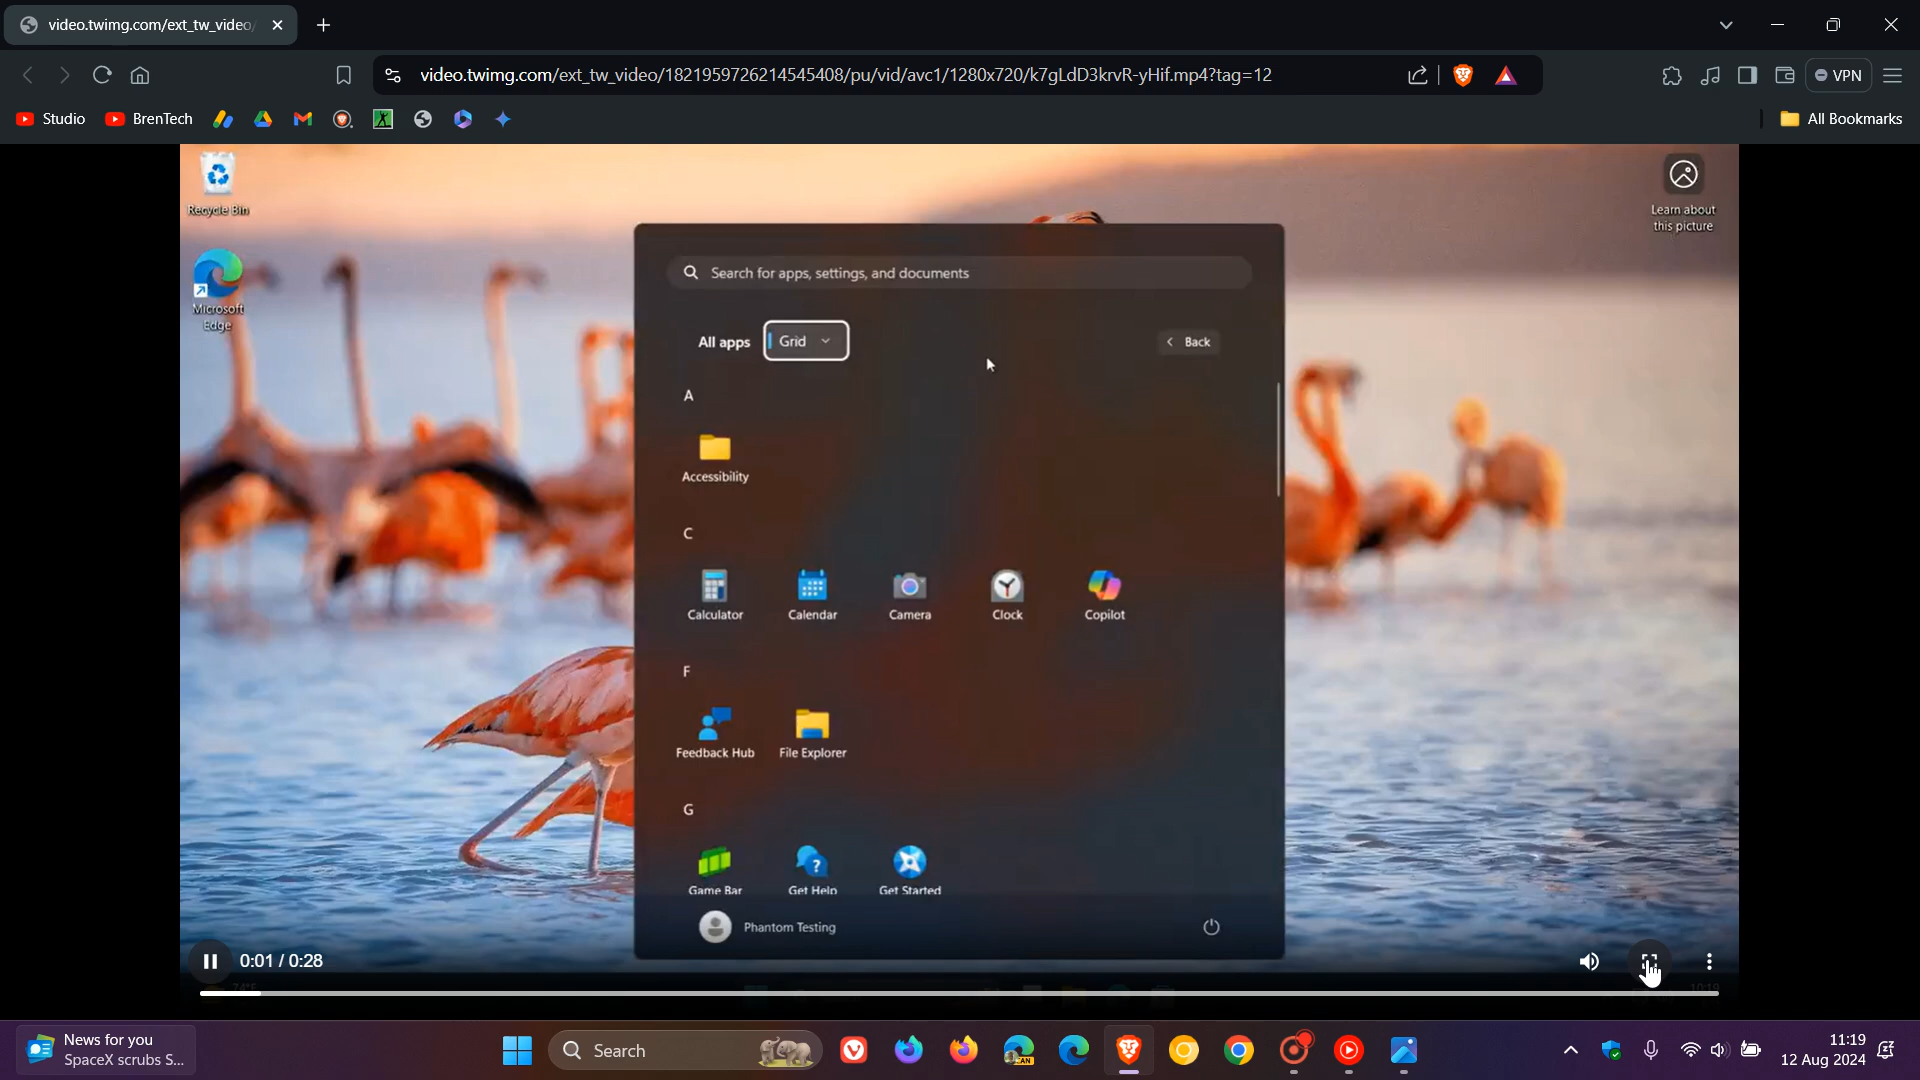 video.twimg.com/ext_tw_video/
video.twimg.com/ext_tw_video/1821959726214545408/pu/vid/avc1/1280x720/k7gLdD3krvR-yHif.mp4?tag=12
VPN
Studio
BrenTech
All Bookmarks
Recycle Bin
Learn about
this picture
Microsoft
Edge
Search for apps, settings, and documents
All apps
Grid
Back
A
Accessibility
C
Calculator
Calendar
Camera
Clock
Copilot
F
Feedback Hub
File Explorer
G
Game Bar
Get Help
Get Started
Phantom Testing
0:01 / 0:28
News for you
SpaceX scrubs S...
Search
11:19
12 Aug 2024